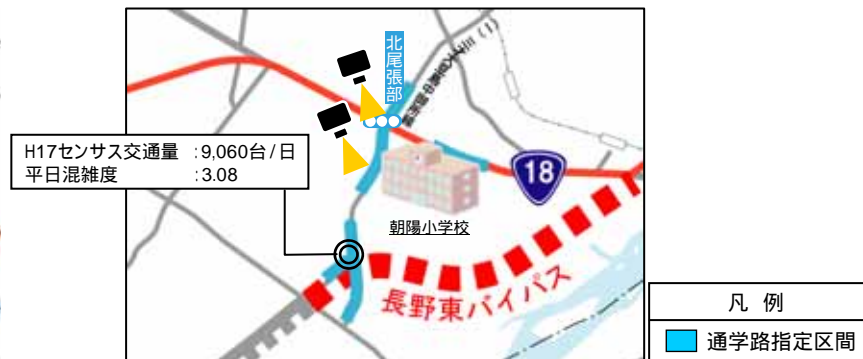 北尾張部
H17センサス交通量 :9,060台/日
平日混雑度 :3.08
18
朝陽小学校
長野東バイパス
凡 例
通学路指定区間